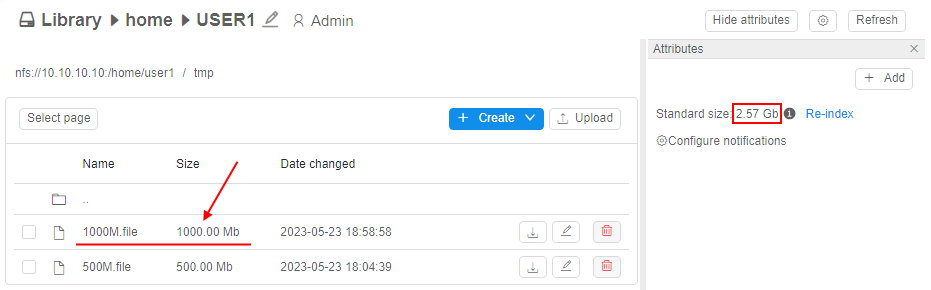 Library home USER1 Admin
Hide attributes Refresh
Attributes
nfs://10.10.10.10:/home/user1 / tmp
+ Add
Select page + Create Upload
Standard size: 2.57 Gb Re-index
Configure notifications
Name Size Date changed
..
1000M.file 1000.00 Mb 2023-05-23 18:58:58
500M.file 500.00 Mb 2023-05-23 18:04:39